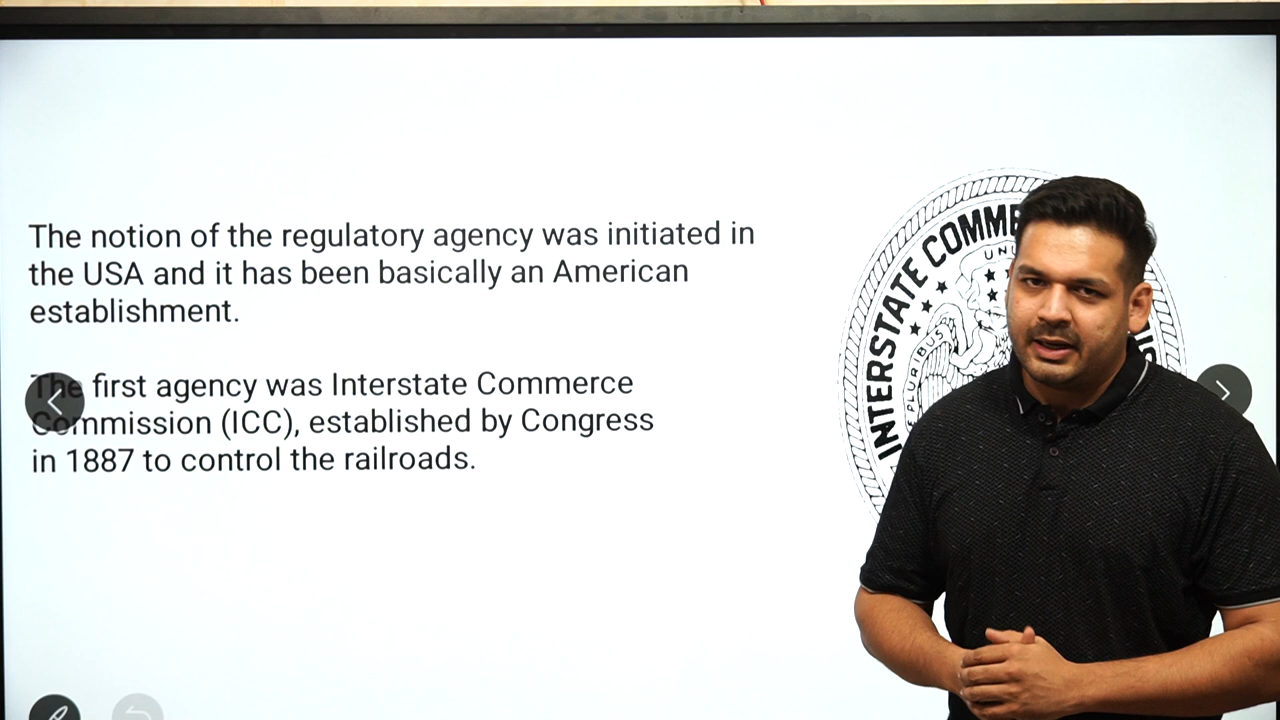 The notion of the regulatory agency was initiated in
the USA and it has been basically an American
establishment.
The first agency was Interstate Commerce
Commission (ICC), established by Congress
in 1887 to control the railroads.
INTERSTATE